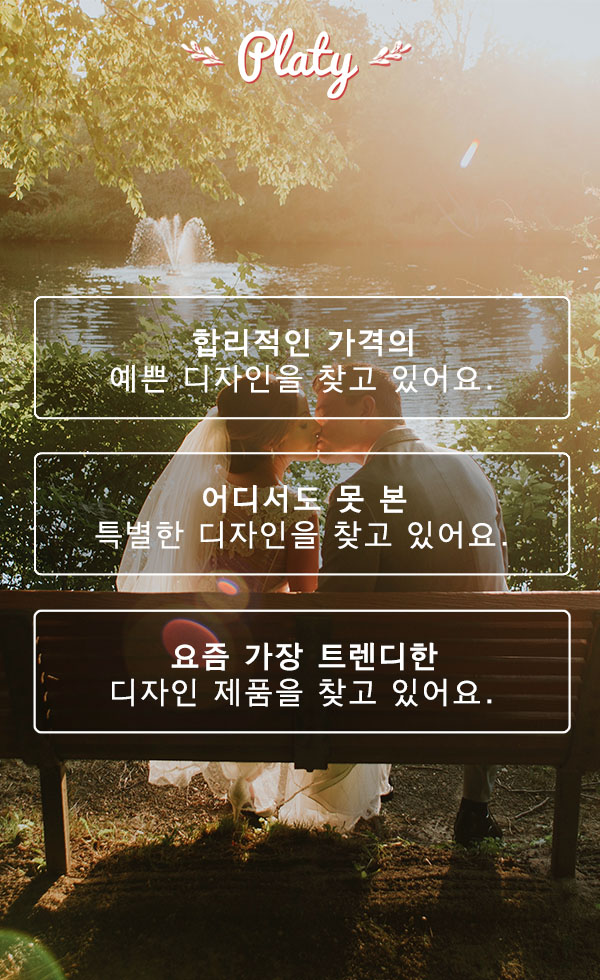 Platy
합리적인 가격의
예쁜 디자인을 찾고 있어요.
어디서도 못 본
특별한 디자인을 찾고 있어요.
요즘 가장 트렌디한
디자인 제품을 찾고 있어요.